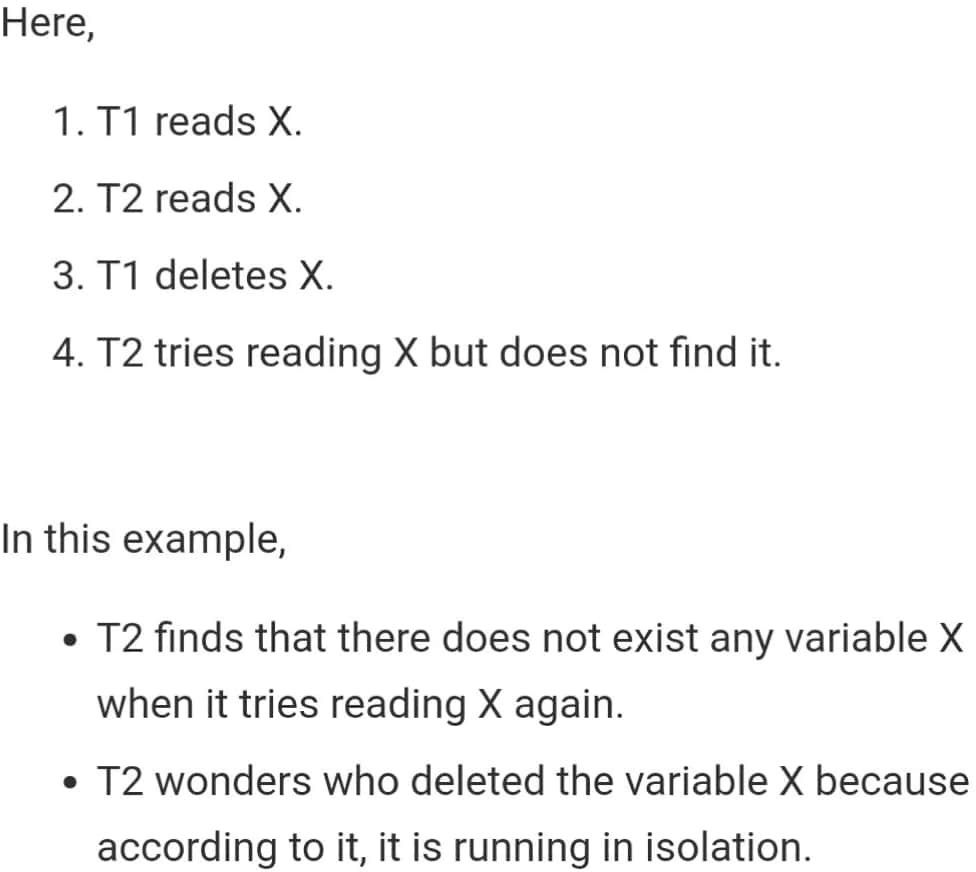 Here,
1. T1 reads X.
2. T2 reads X.
3. T1 deletes X.
4. T2 tries reading X but does not find it.
In this example,
• T2 finds that there does not exist any variable X
when it tries reading X again.
• T2 wonders who deleted the variable X because
according to it, it is running in isolation.